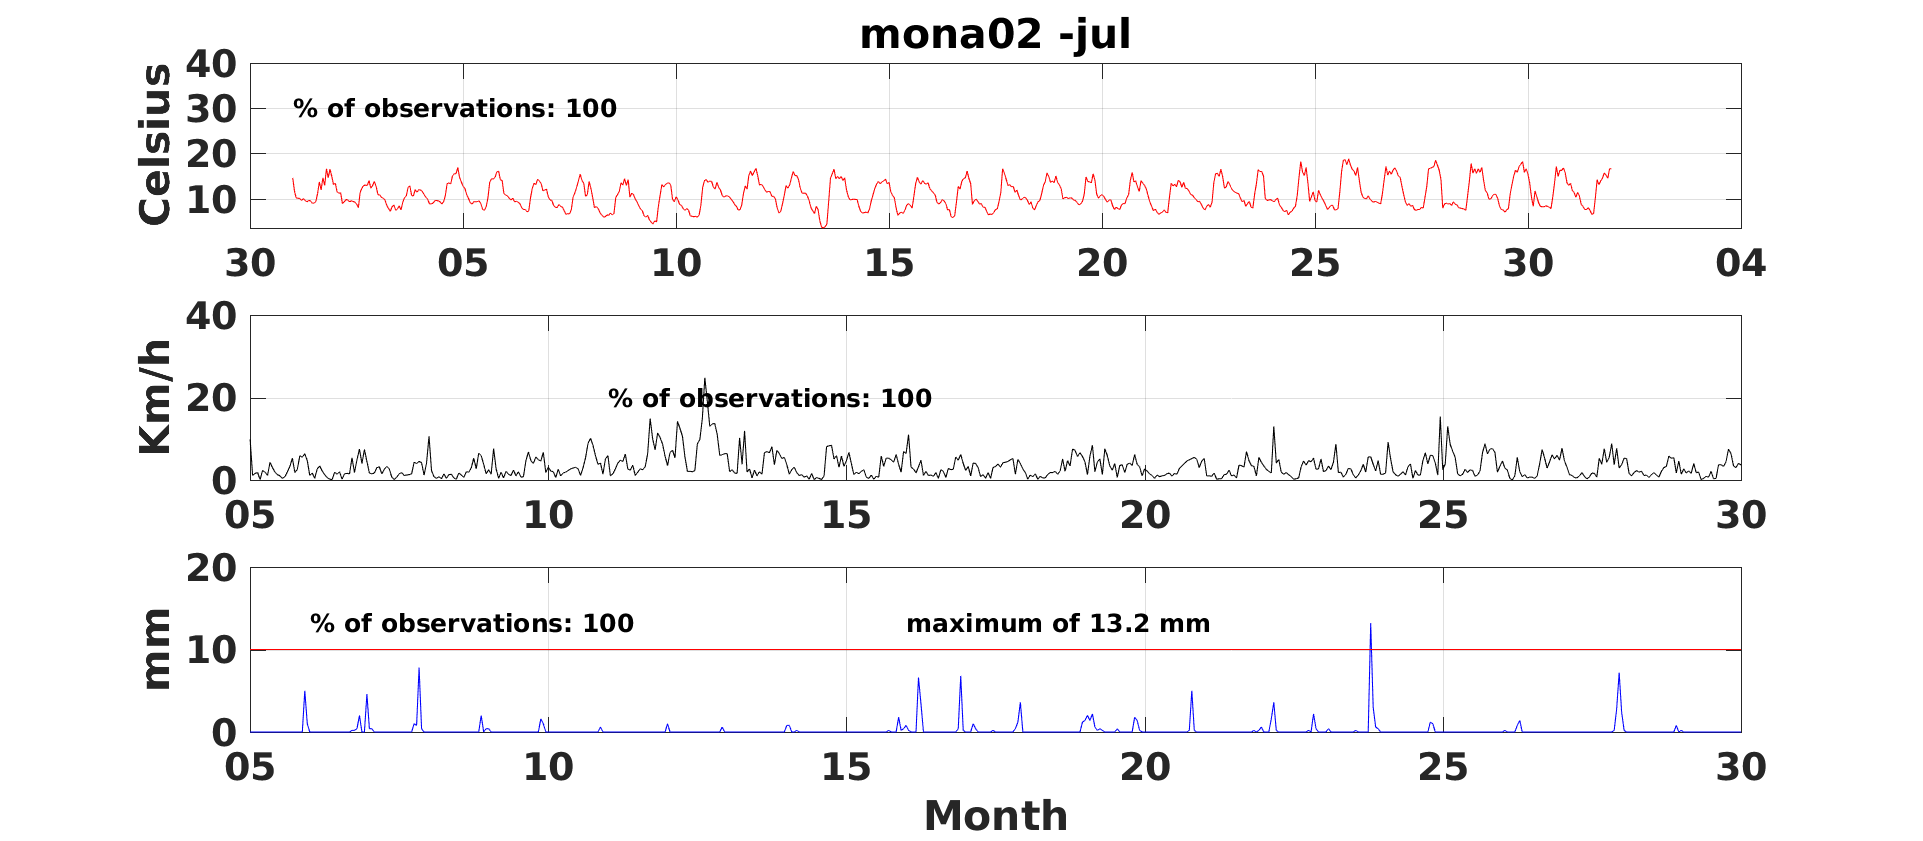 mona02 -jul
Celsius
40
30
20
10
% of observations: 100
30 05 10 15 20 25 30 04
Km/h
40
20
0
% of observations: 100
05 10 15 20 25 30
mm
20
10
0
% of observations: 100 maximum of 13.2 mm
05 10 15 20 25 30
Month